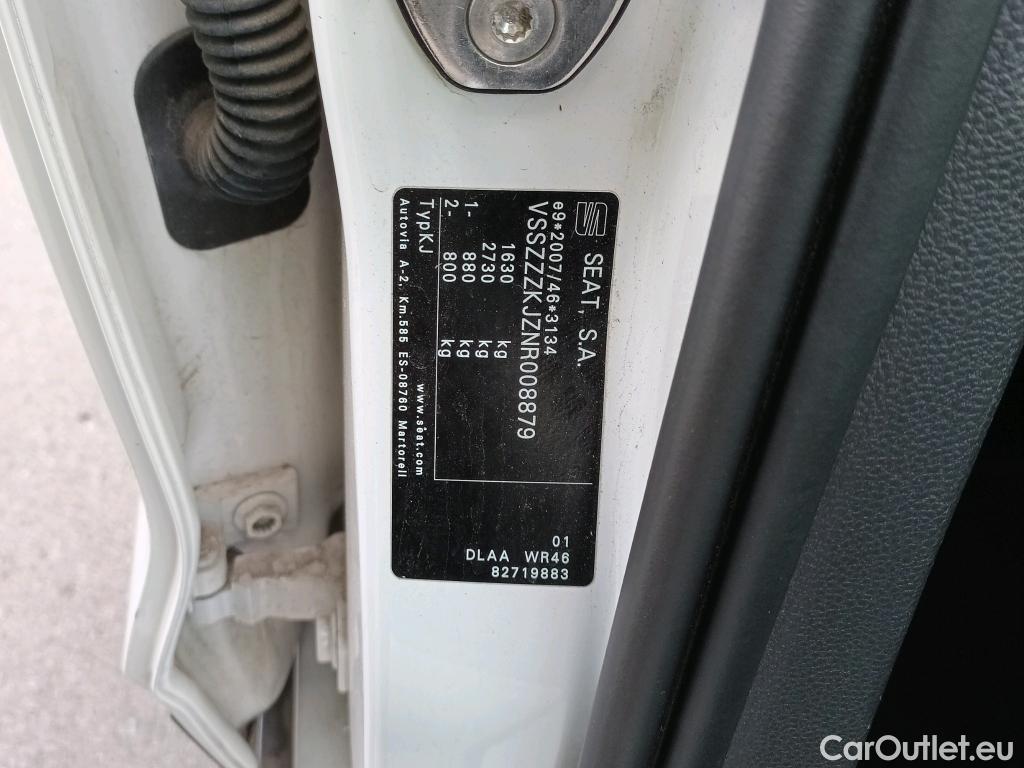 SEAT, S.A.
e9*2007/46*3134
VSSZZZKJZNR008879
1630 kg
2730 kg
1- 880 kg
2- 800 kg
TypKJ
www.seat.com
Autovia A-2, Km.585 ES-08760 Martorell
01
DLAA WR46
82719883
CarOutlet.eu